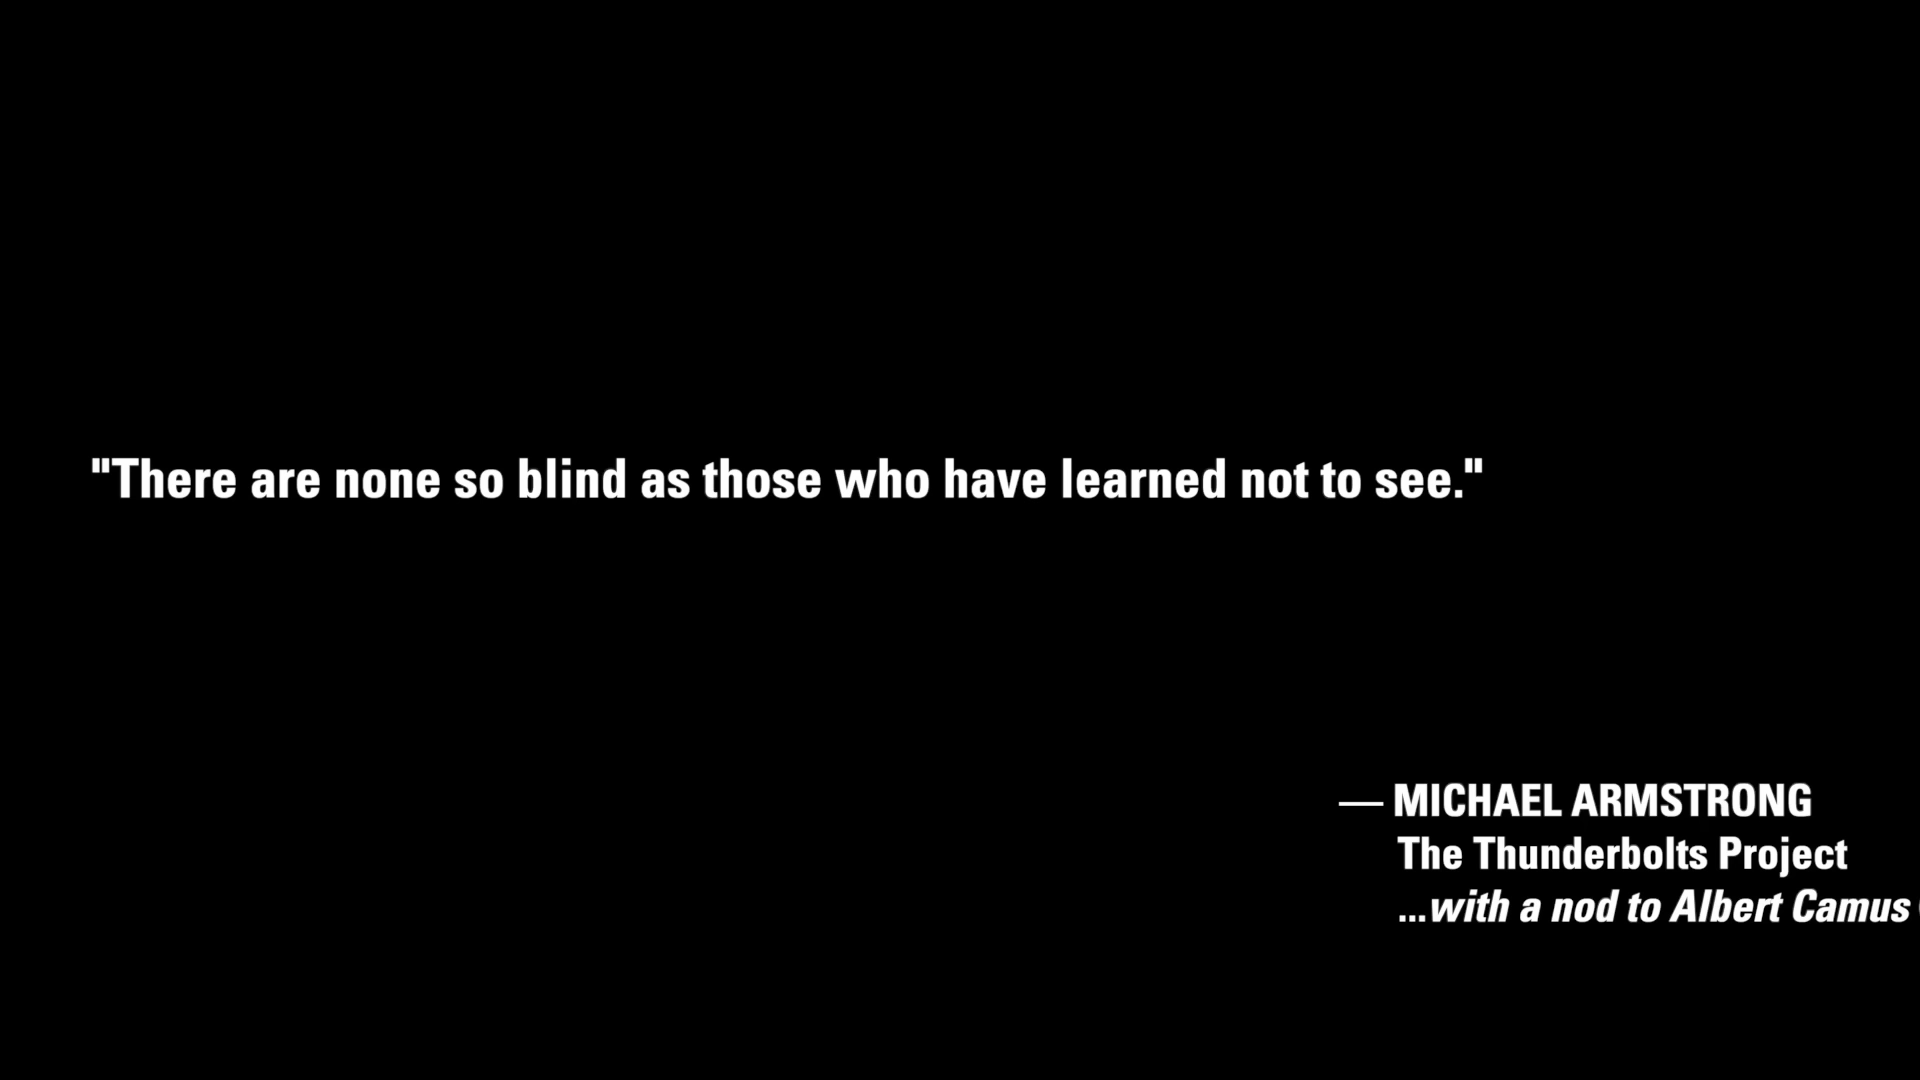 "There are none so blind as those who have learned not to see."
— MICHAEL ARMSTRONG
The Thunderbolts Project
...with a nod to Albert Camus